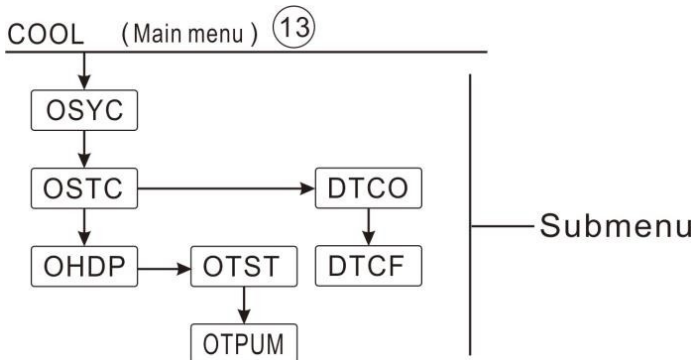 COOL (Main menu) 13
OSYC
OSTC DTCO
Submenu
OHDP OTST DTCF
OTPUM